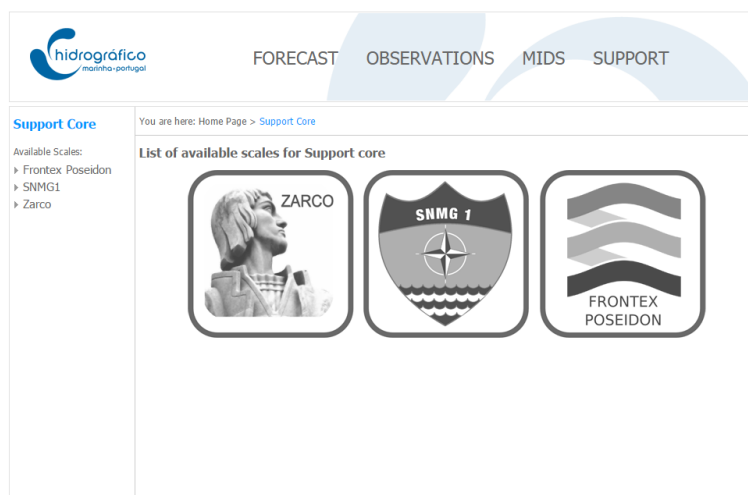 hidrográfico
marinha-portugal
FORECAST OBSERVATIONS MIDS SUPPORT
Support Core
Available Scales:
Frontex Poseidon
SNMG1
Zarco
You are here: Home Page > Support Core
List of available scales for Support core
ZARCO
SNMG 1
FRONTEX
POSEIDON